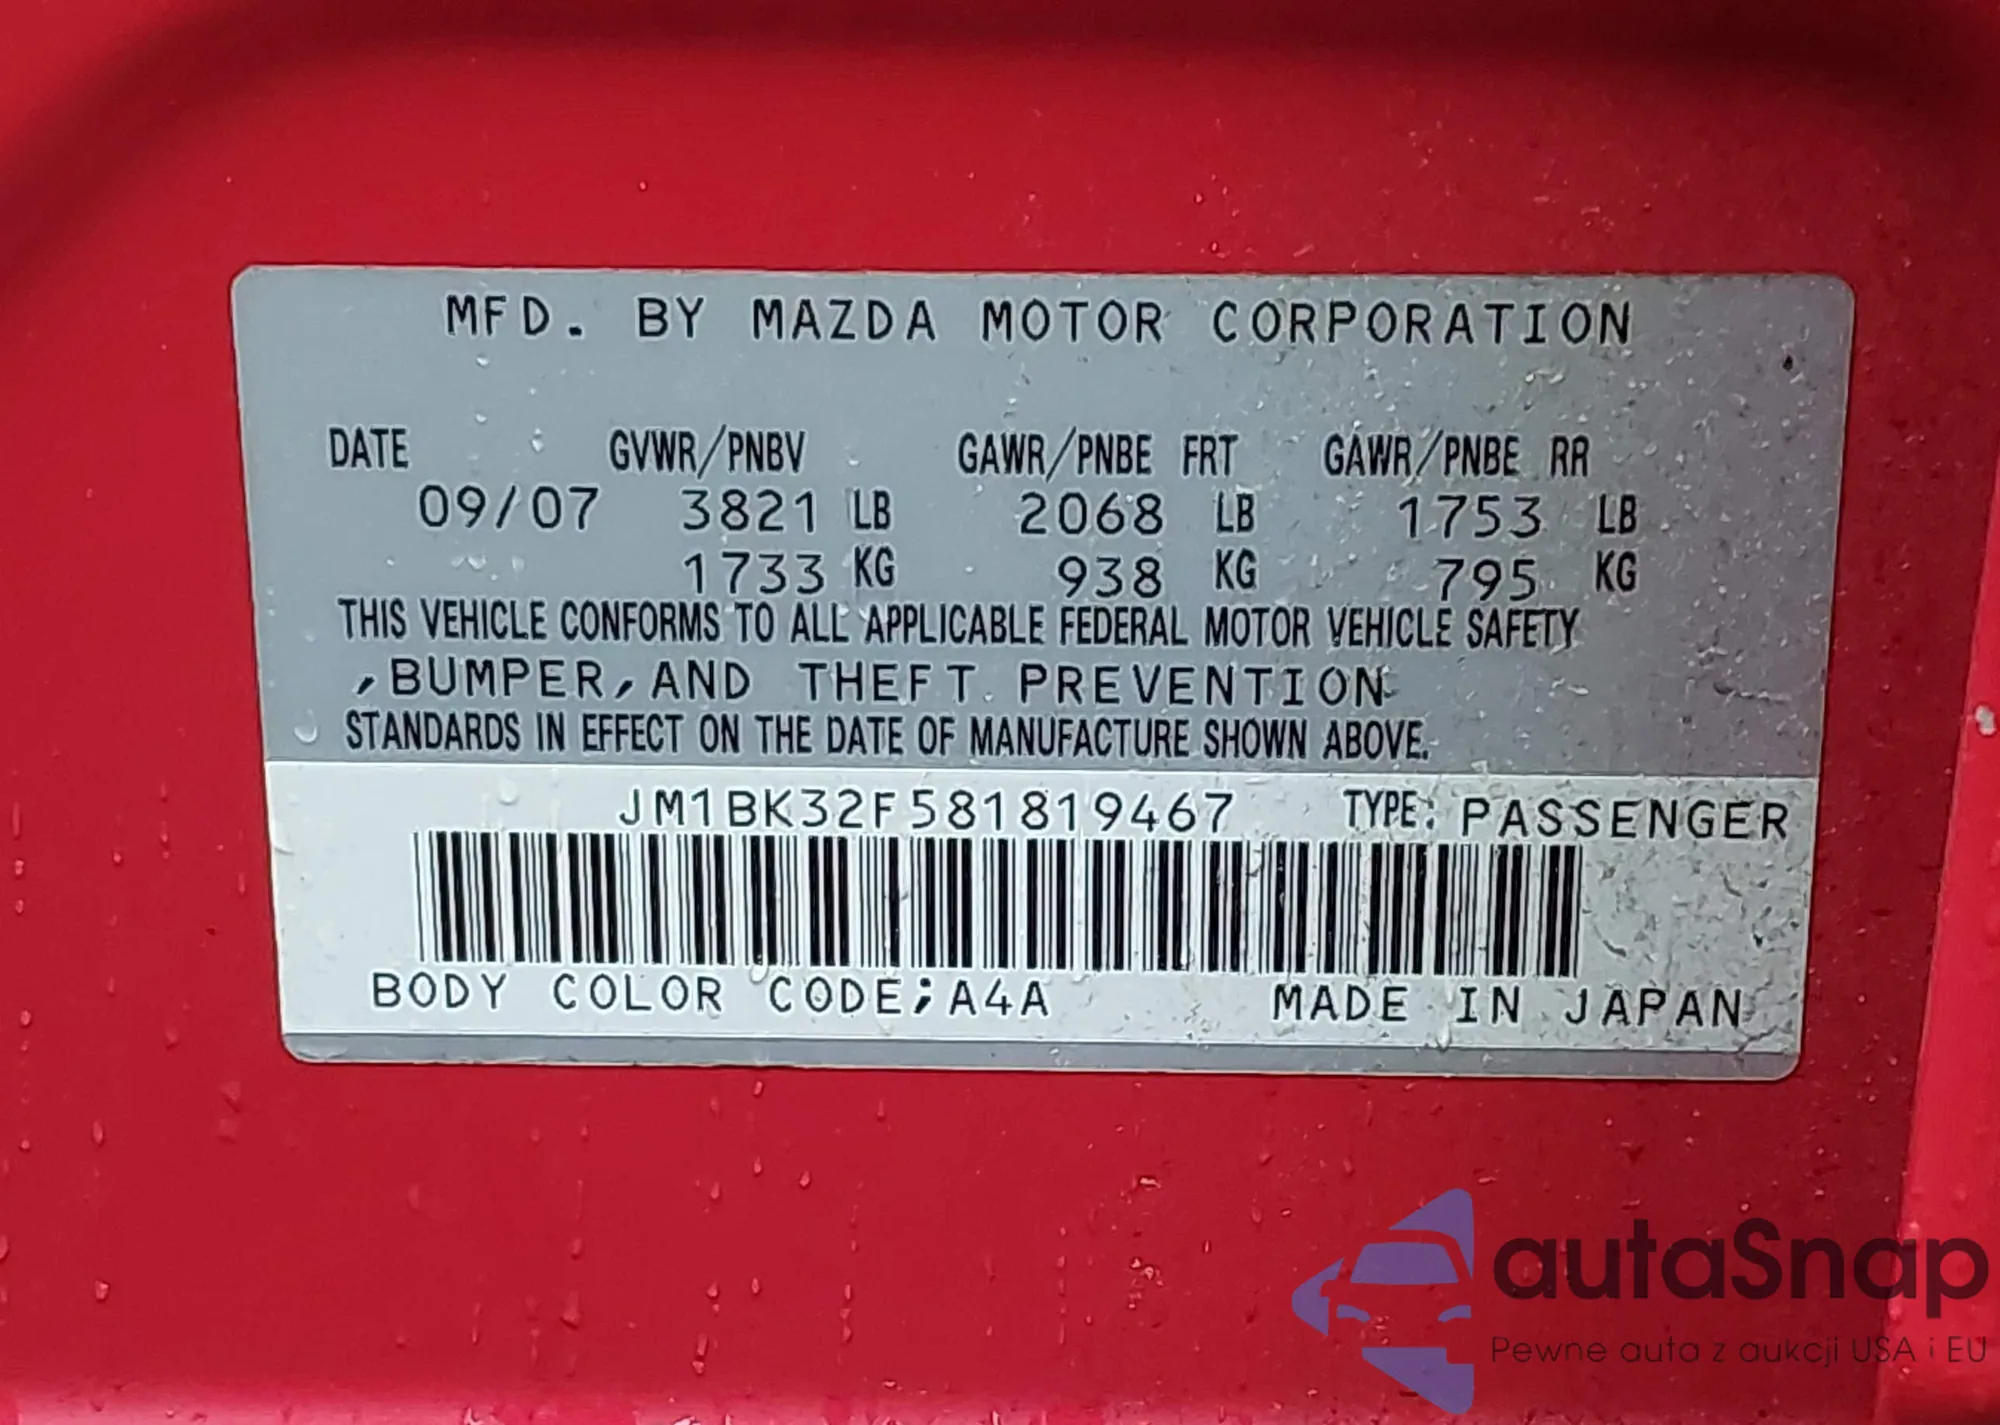 MFD. BY MAZDA MOTOR CORPORATION
DATE GVWR/PNBV GAWR/PNBE FRT GAWR/PNBE RR
09/07 3821 LB 2068 LB 1753 LB
1733 KG 938 KG 795 KG
THIS VEHICLE CONFORMS TO ALL APPLICABLE FEDERAL MOTOR VEHICLE SAFETY
,BUMPER,AND THEFT PREVENTION
STANDARDS IN EFFECT ON THE DATE OF MANUFACTURE SHOWN ABOVE.
JM1BK32F581819467 TYPE: PASSENGER
BODY COLOR CODE;A4A MADE IN JAPAN
autaSnap
Pewne auta z aukcji USA i EU